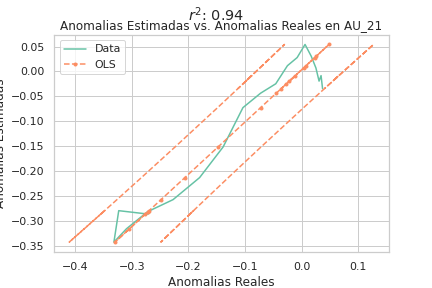 r²: 0.94
Anomalias Estimadas vs. Anomalias Reales en AU_21
Data
OLS
0.05
0.00
−0.05
−0.10
−0.15
−0.20
−0.25
−0.30
−0.35
−0.4 −0.3 −0.2 −0.1 0.0 0.1
Anomalias Reales